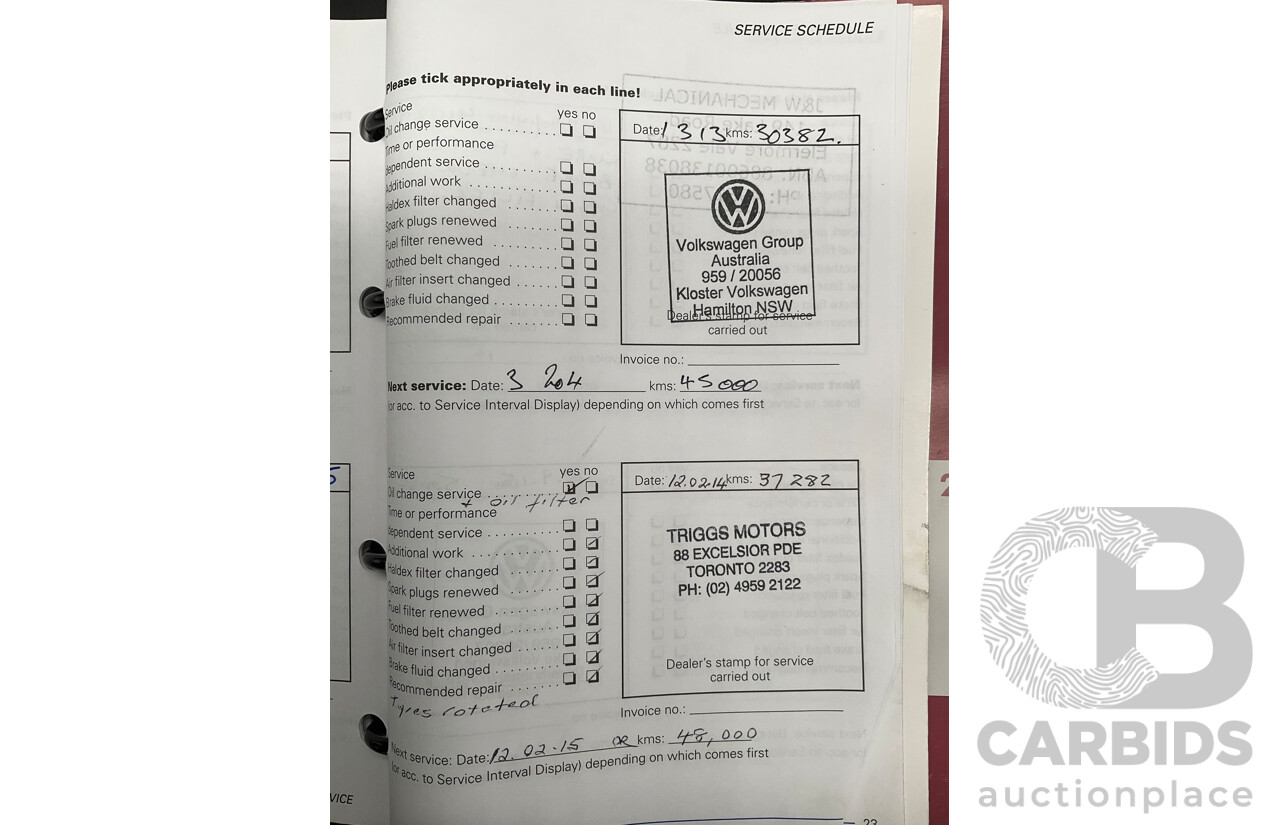 SERVICE SCHEDULE
Please tick appropriately in each line!
Service
yes no
Oil change service
Time or performance
dependent service
Additional work
Haldex filter changed
Spark plugs renewed
Fuel filter renewed
Toothed belt changed
Air filter insert changed
Brake fluid changed
Recommended repair
Date: 1 3 13 kms: 30382.
Volkswagen Group
Australia
959 / 20056
Kloster Volkswagen
Hamilton NSW
Dealer's stamp for service
carried out
Invoice no.:
Next service: Date: 3 2014 kms: 45000
(or acc. to Service Interval Display) depending on which comes first
Service
yes no
Oil change service
+ oil filter
Time or performance
dependent service
Additional work
Haldex filter changed
Spark plugs renewed
Fuel filter renewed
Toothed belt changed
Air filter insert changed
Brake fluid changed
Recommended repair
Tyres rotated
Date: 12.02.14 kms: 37 282
TRIGGS MOTORS
88 EXCELSIOR PDE
TORONTO 2283
PH: (02) 4959 2122
Dealer's stamp for service
carried out
Invoice no.:
Next service: Date: 12.02.15 OR kms: 48,000
(or acc. to Service Interval Display) depending on which comes first
VICE
23
CARBIDS
auctionplace